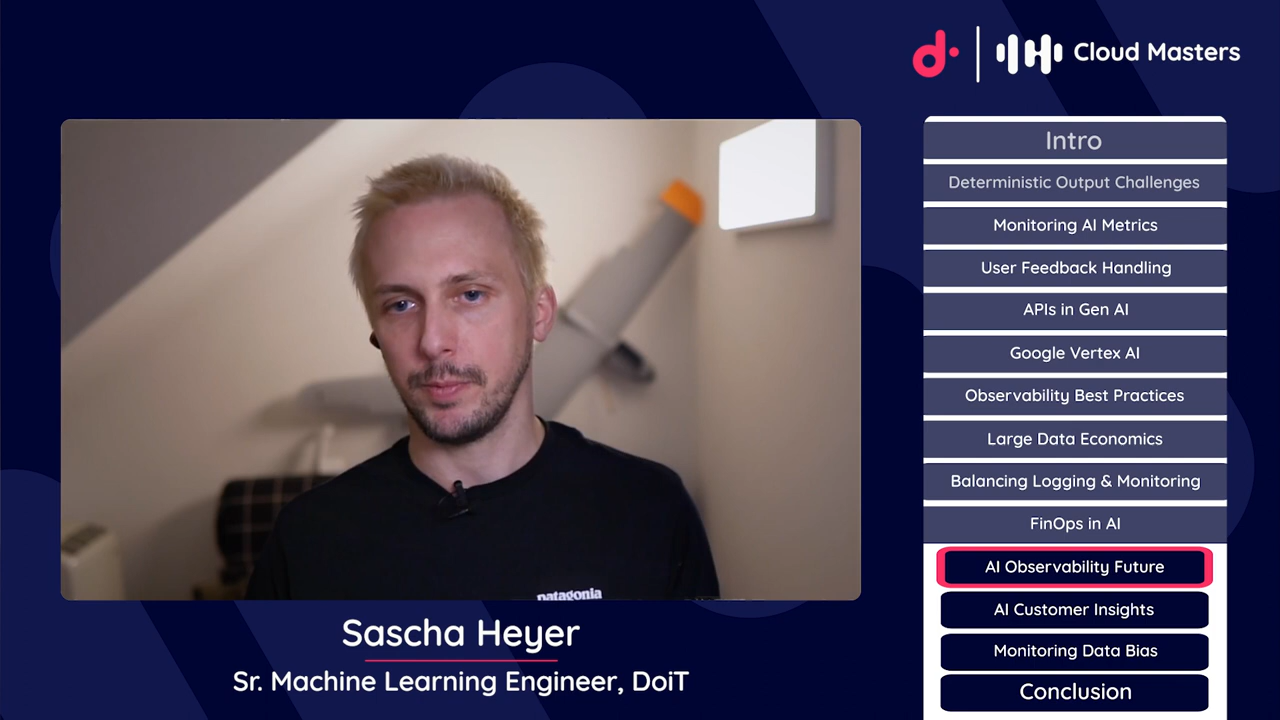 Cloud Masters
Intro
Deterministic Output Challenges
Monitoring AI Metrics
User Feedback Handling
APIs in Gen AI
Google Vertex AI
Observability Best Practices
Large Data Economics
Balancing Logging & Monitoring
FinOps in AI
AI Observability Future
AI Customer Insights
Monitoring Data Bias
Conclusion
patagonia
Sascha Heyer
Sr. Machine Learning Engineer, DoiT